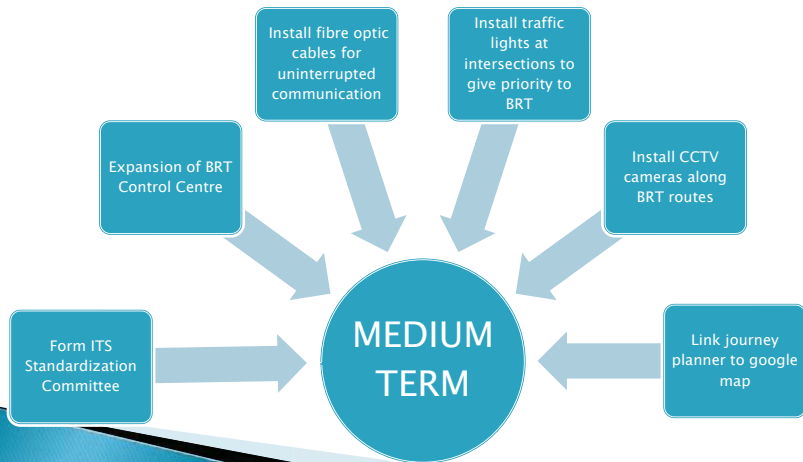 Install fibre optic
cables for
uninterrupted
communication
Install traffic
lights at
intersections to
give priority to
BRT
Expansion of BRT
Control Centre
Install CCTV
cameras along
BRT routes
Form ITS
Standardization
Committee
MEDIUM
TERM
Link journey
planner to google
map